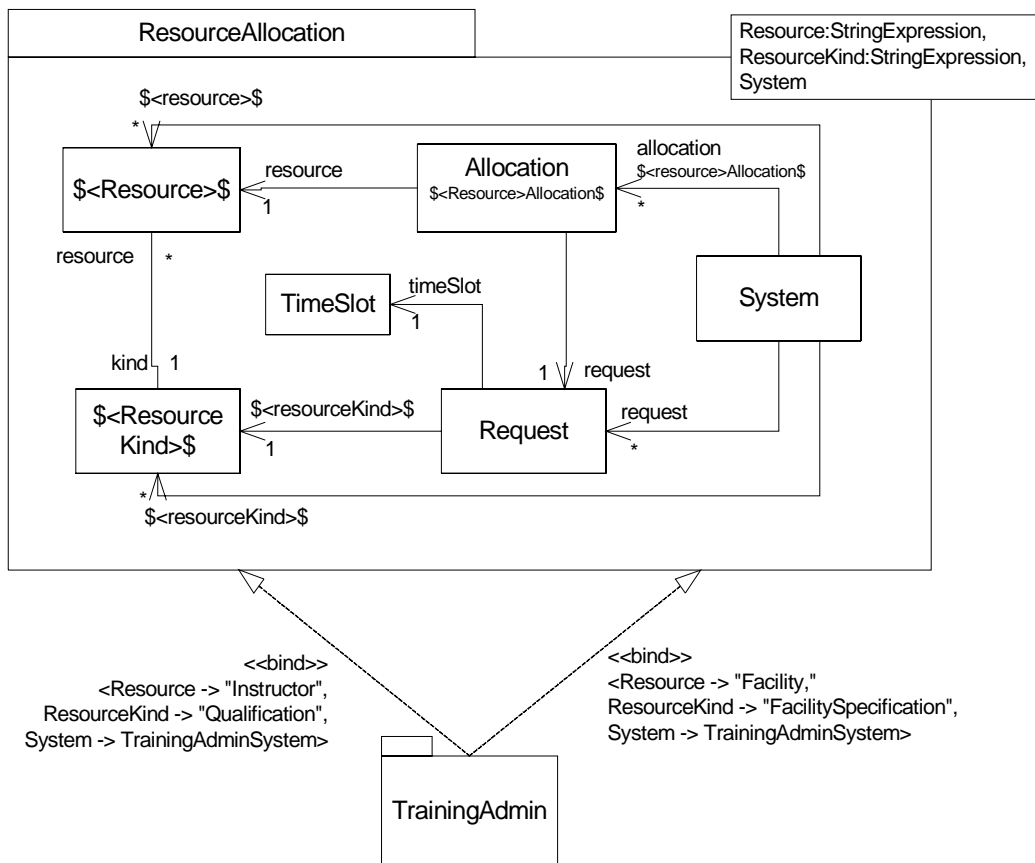 ResourceAllocation
Resource:StringExpression,
ResourceKind:StringExpression,
System
$<resource>$
*
$<Resource>$
resource
1
Allocation
$<Resource>Allocation$
allocation
$<resource>Allocation$
*
resource
*
TimeSlot
timeSlot
1
System
kind
1
1
request
$<Resource
Kind>$
$<resourceKind>$
1
Request
request
*
*
$<resourceKind>$
<<bind>>
<Resource -> "Instructor",
ResourceKind -> "Qualification",
System -> TrainingAdminSystem>
<<bind>>
<Resource -> "Facility,"
ResourceKind -> "FacilitySpecification",
System -> TrainingAdminSystem>
TrainingAdmin